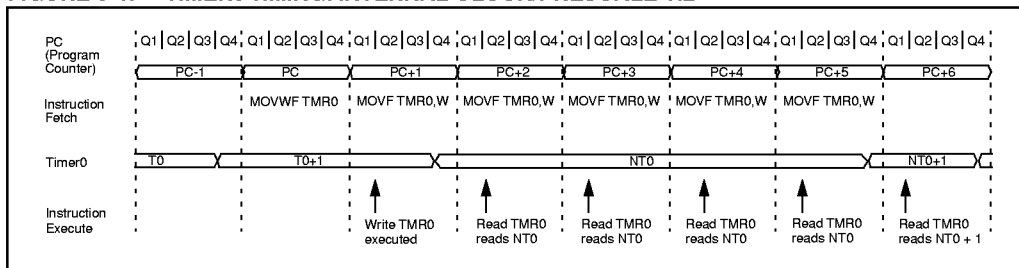 PC
(Program
Counter)
Q1 Q2 Q3 Q4 Q1 Q2 Q3 Q4 Q1 Q2 Q3 Q4 Q1 Q2 Q3 Q4 Q1 Q2 Q3 Q4 Q1 Q2 Q3 Q4 Q1 Q2 Q3 Q4 Q1 Q2 Q3 Q4
PC-1 PC PC+1 PC+2 PC+3 PC+4 PC+5 PC+6
Instruction
Fetch
MOVWF TMR0 MOVF TMR0,W MOVF TMR0,W MOVF TMR0,W MOVF TMR0,W MOVF TMR0,W
Timer0
T0 T0+1 NT0 NT0+1
Instruction
Execute
Write TMR0
executed
Read TMR0
reads NT0
Read TMR0
reads NT0
Read TMR0
reads NT0
Read TMR0
reads NT0
Read TMR0
reads NT0 + 1